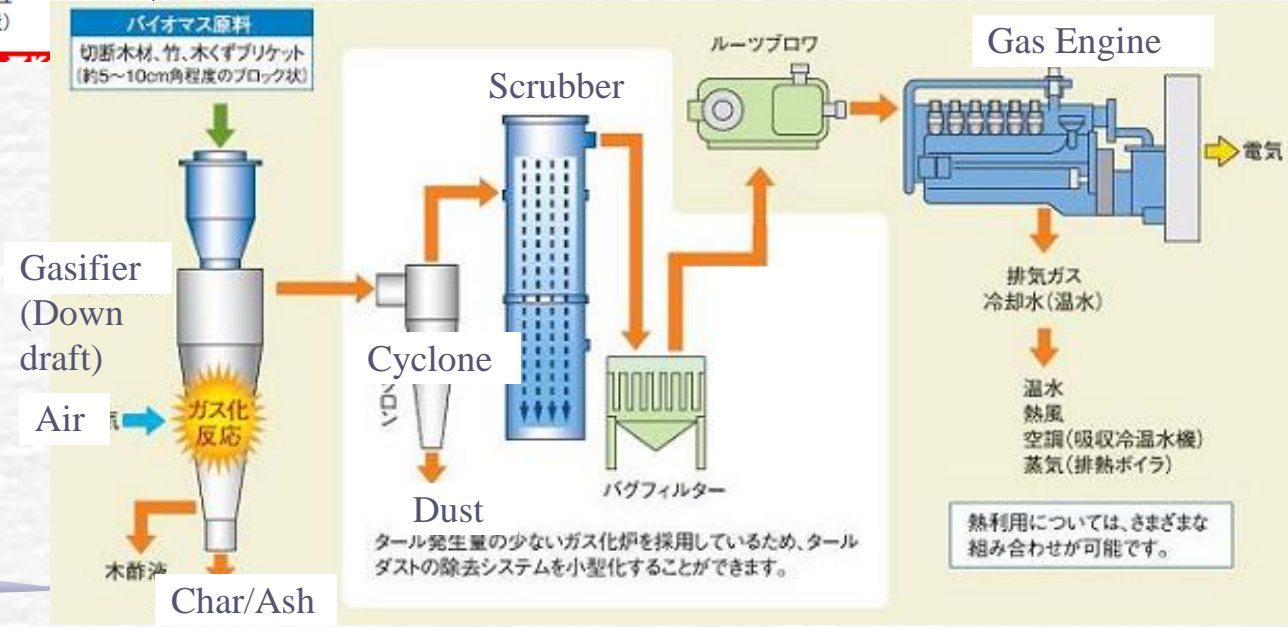 バイオマス原料
切断木材、竹、木くずブリケット
(約5～10cm角程度のブロック状)
Gasifier
(Down
draft)
Air
ガス化
反応
木酢液
Char/Ash
Scrubber
Cyclone
Dust
バグフィルター
タール発生量の少ないガス化炉を採用しているため、タール
ダストの除去システムを小型化することができます。
ルーツブロワ
Gas Engine
電気
排気ガス
冷却水(温水)
温水
熱風
空調(吸収冷温水機)
蒸気(排熱ボイラ)
熱利用については、さまざまな
組み合わせが可能です。